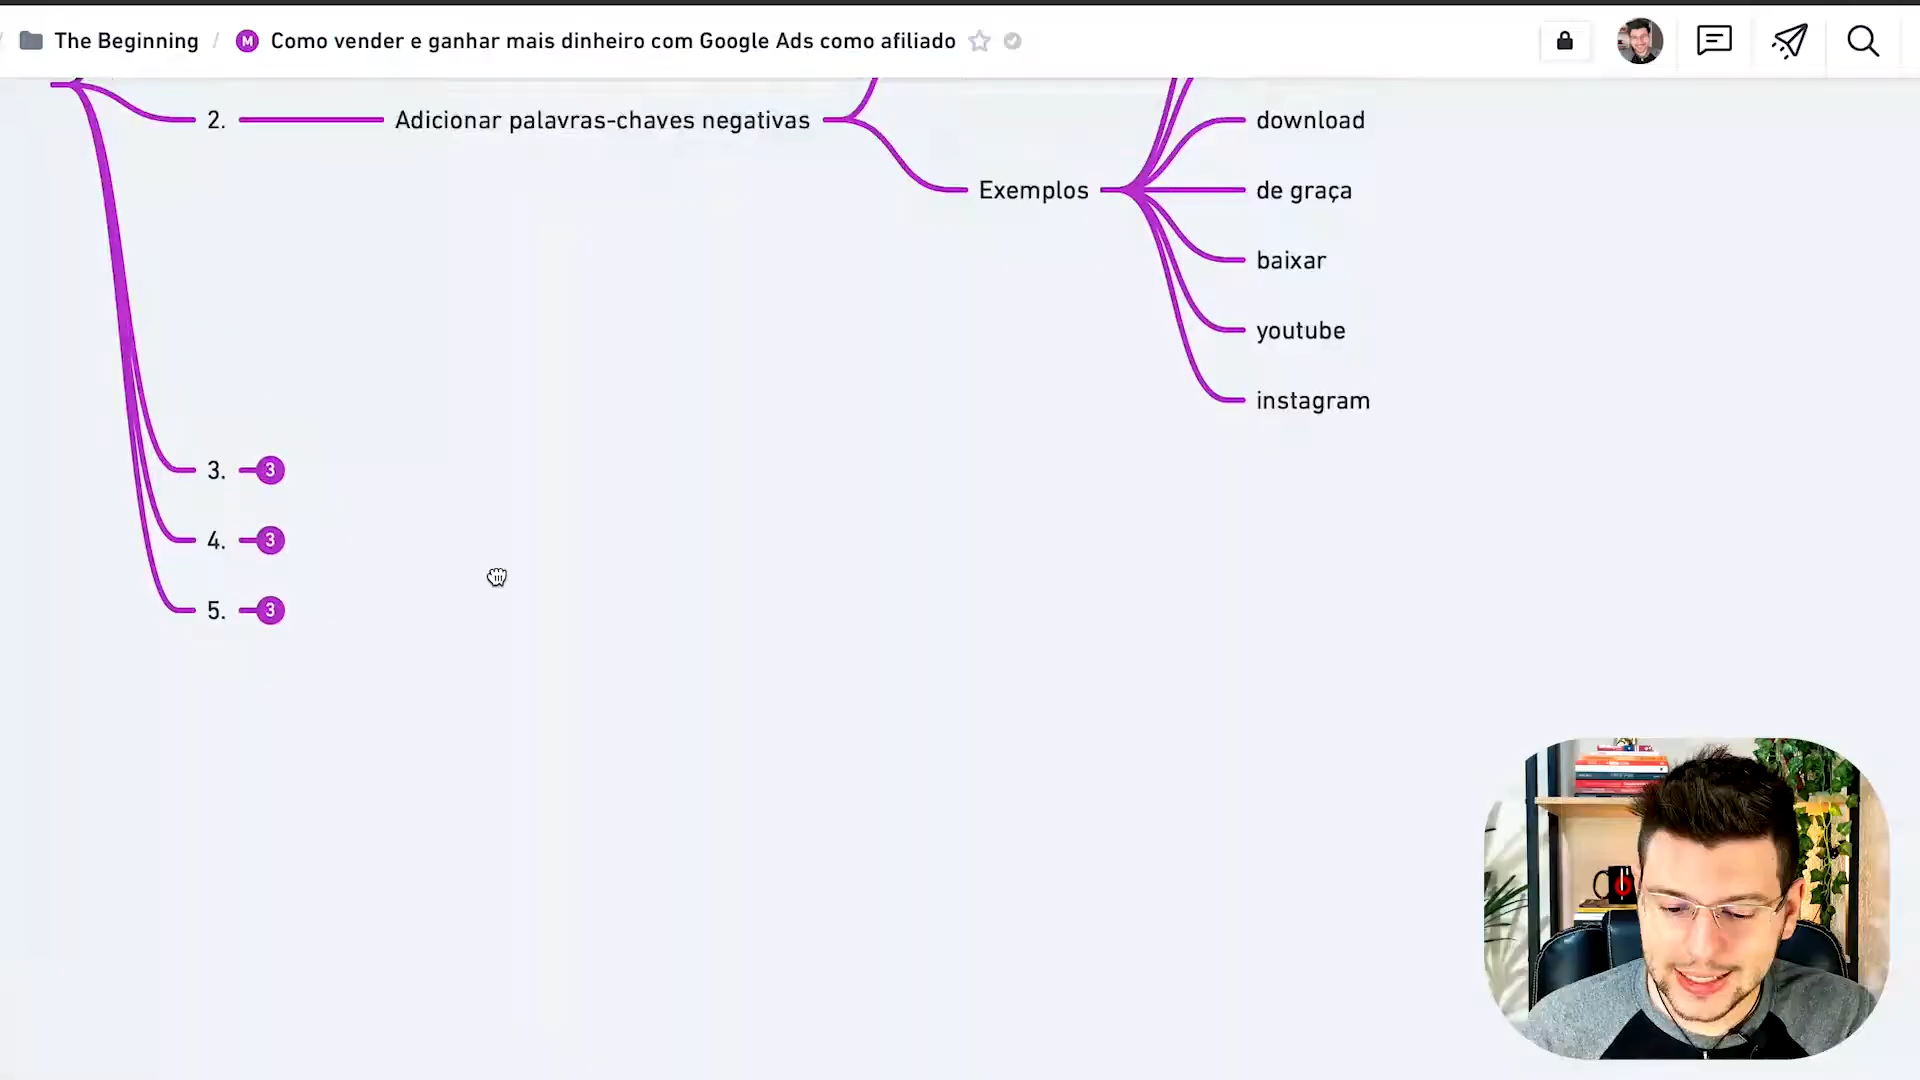 / The Beginning / M Como vender e ganhar mais dinheiro com Google Ads como afiliado
2. Adicionar palavras-chaves negativas
Exemplos
download
de graça
baixar
youtube
instagram
3. 3
4. 3
5. 3